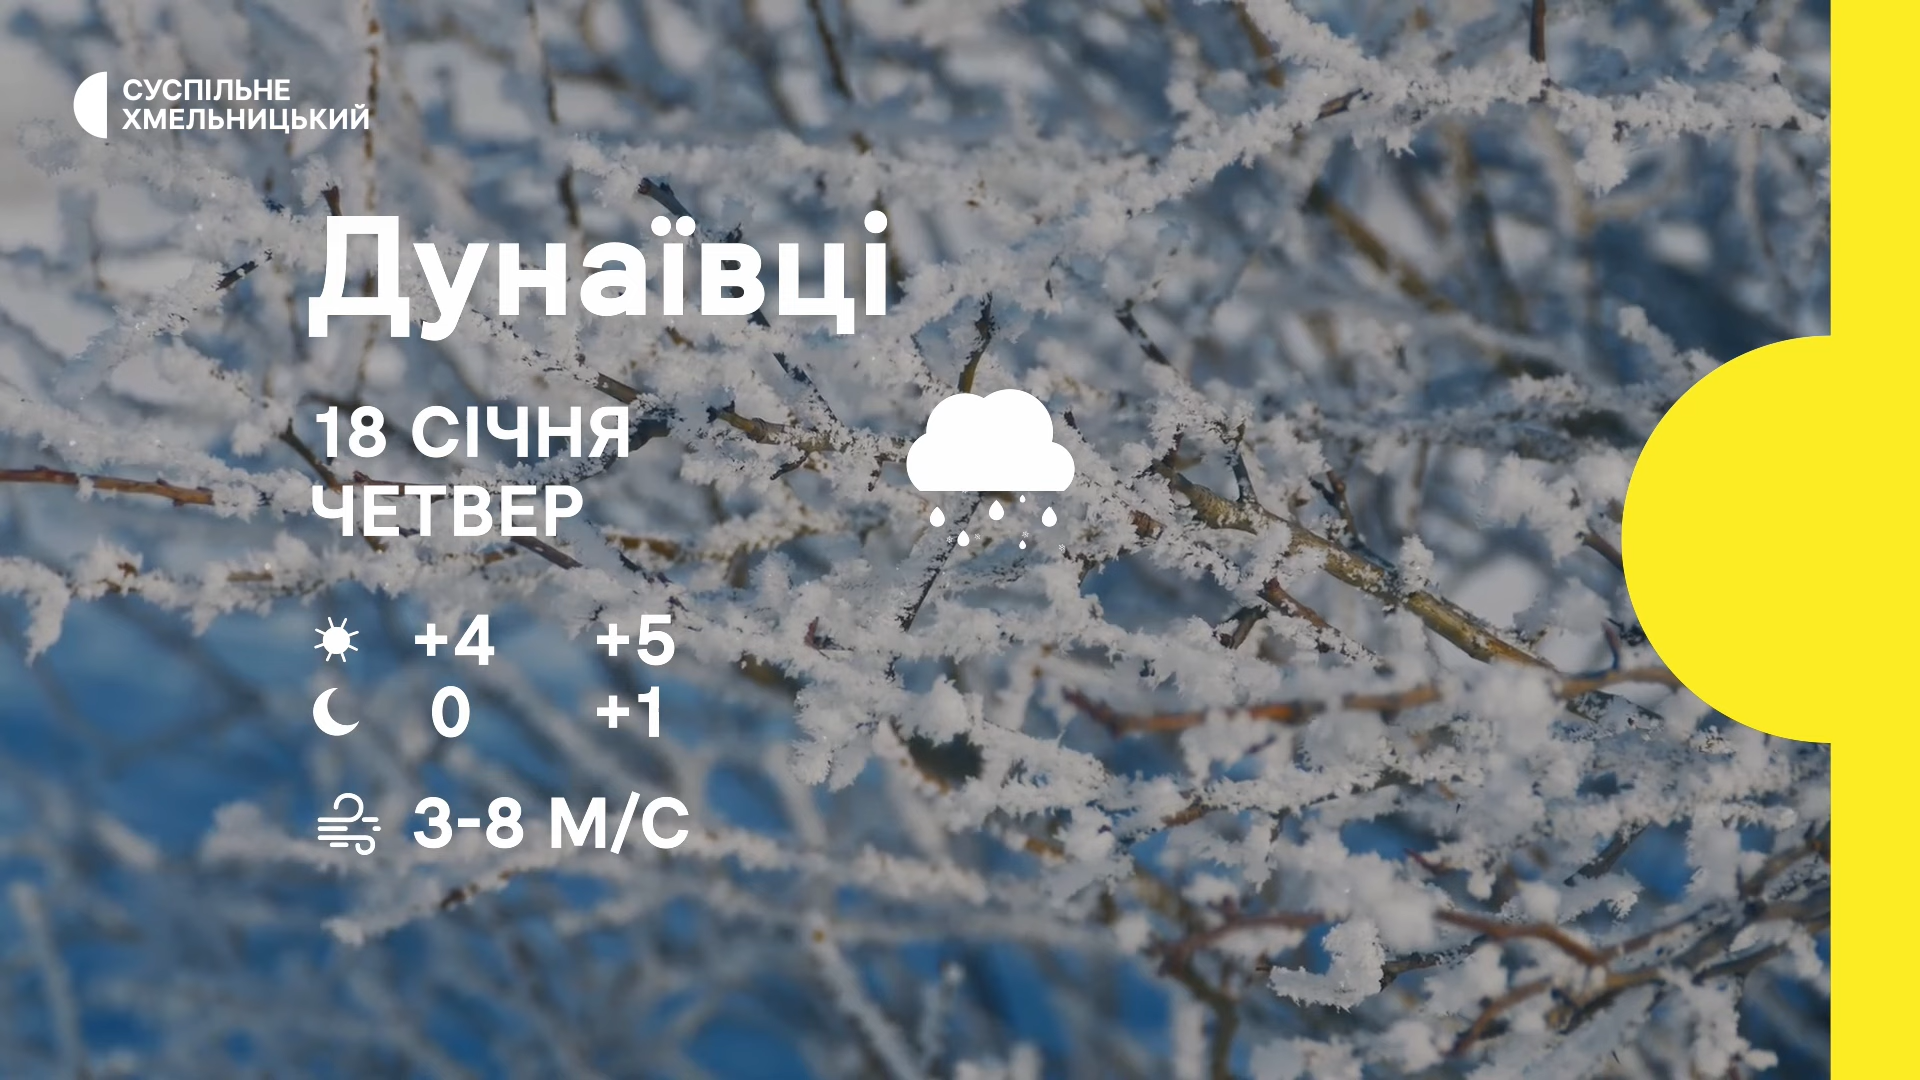 СУСПІЛЬНЕ
ХМЕЛЬНИЦЬКИЙ
Дунаївці
18 СІЧНЯ
ЧЕТВЕР
+4 +5
0 +1
3-8 М/С